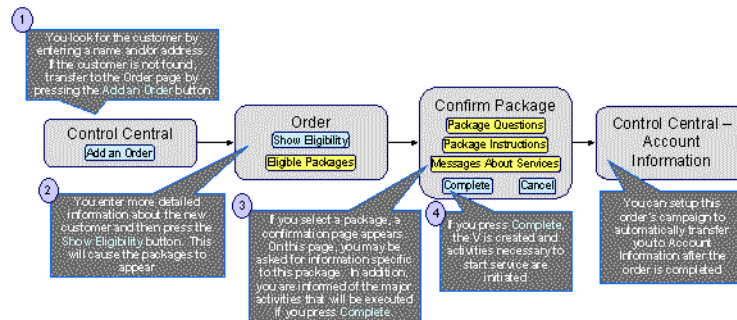 1
You look for the customer by
entering a name and/or address.
If the customer is not found,
transfer to the Order page by
pressing the Add an Order button
Control Central
Add an Order
Order
Show Eligibility
Eligible Packages
Confirm Package
Package Questions
Package Instructions
Messages About Services
Complete
Cancel
Control Central –
Account
Information
2
You enter more detailed
information about the new
customer and then press the
Show Eligibility button. This
will cause the packages to
appear
3
If you select a package, a
confirmation page appears.
On this page, you may be
asked for information specific
to this package. In addition,
you are informed of the major
activities that will be executed
if you press Complete.
4
If you press Complete,
the V is created and
activities necessary to
start service are
initiated
You can setup this
order's campaign to
automatically transfer
you to Account
Information after the
order is completed